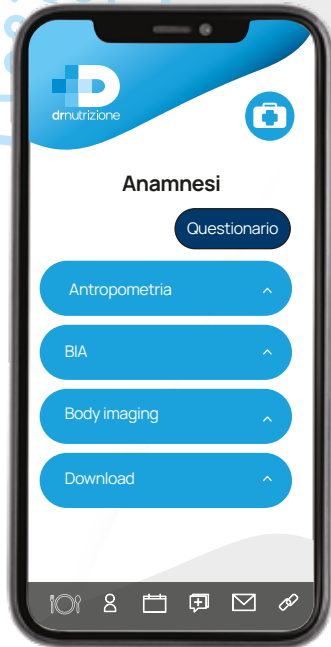 drnutrizione
Anamnesi
Questionario
Antropometria
BIA
Body imaging
Download